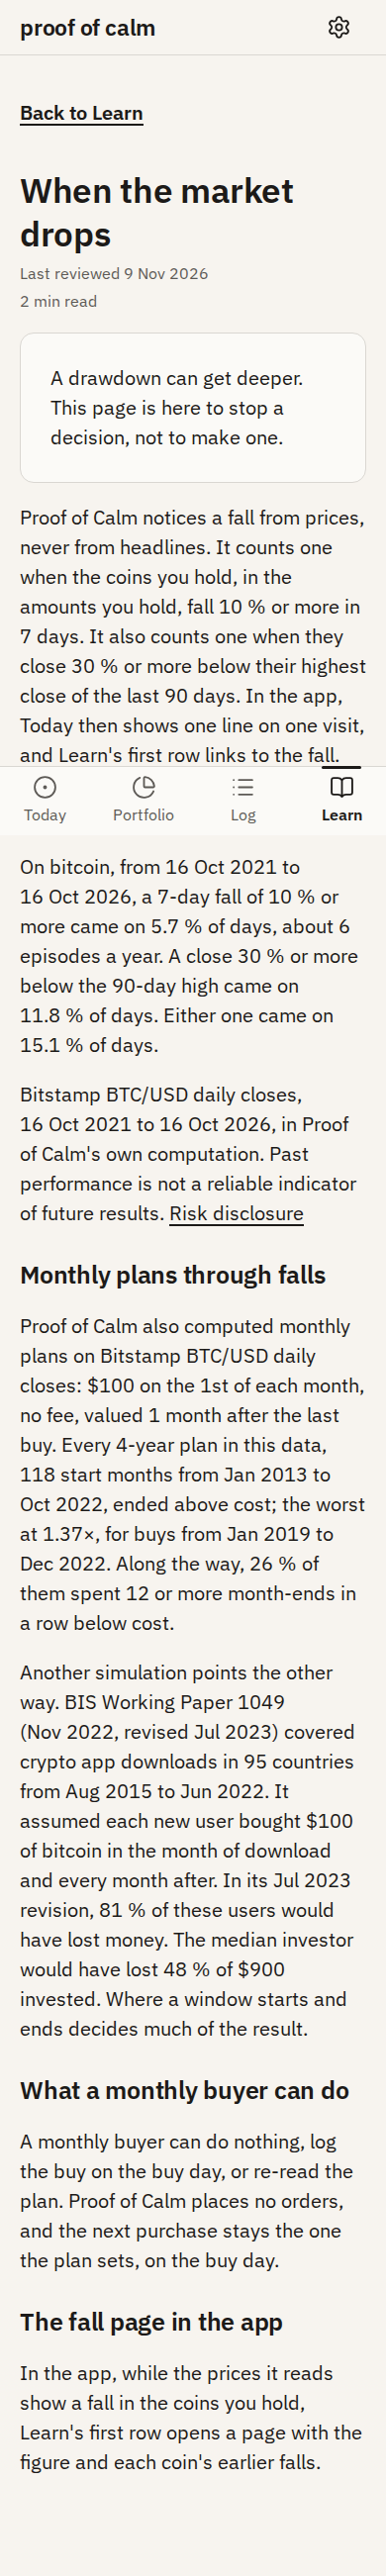 proof of calm
Back to Learn
When the market
drops
Last reviewed 9 Nov 2026
2 min read
A drawdown can get deeper.
This page is here to stop a
decision, not to make one.
Proof of Calm notices a fall from prices,
never from headlines. It counts one
when the coins you hold, in the
amounts you hold, fall 10 % or more in
7 days. It also counts one when they
close 30 % or more below their highest
close of the last 90 days. In the app,
Today then shows one line on one visit,
and Learn's first row links to the fall.
Today
Portfolio
Log
Learn
On bitcoin, from 16 Oct 2021 to
16 Oct 2026, a 7-day fall of 10 % or
more came on 5.7 % of days, about 6
episodes a year. A close 30 % or more
below the 90-day high came on
11.8 % of days. Either one came on
15.1 % of days.
Bitstamp BTC/USD daily closes,
16 Oct 2021 to 16 Oct 2026, in Proof
of Calm's own computation. Past
performance is not a reliable indicator
of future results. Risk disclosure
Monthly plans through falls
Proof of Calm also computed monthly
plans on Bitstamp BTC/USD daily
closes: $100 on the 1st of each month,
no fee, valued 1 month after the last
buy. Every 4-year plan in this data,
118 start months from Jan 2013 to
Oct 2022, ended above cost; the worst
at 1.37×, for buys from Jan 2019 to
Dec 2022. Along the way, 26 % of
them spent 12 or more month-ends in
a row below cost.
Another simulation points the other
way. BIS Working Paper 1049
(Nov 2022, revised Jul 2023) covered
crypto app downloads in 95 countries
from Aug 2015 to Jun 2022. It
assumed each new user bought $100
of bitcoin in the month of download
and every month after. In its Jul 2023
revision, 81 % of these users would
have lost money. The median investor
would have lost 48 % of $900
invested. Where a window starts and
ends decides much of the result.
What a monthly buyer can do
A monthly buyer can do nothing, log
the buy on the buy day, or re-read the
plan. Proof of Calm places no orders,
and the next purchase stays the one
the plan sets, on the buy day.
The fall page in the app
In the app, while the prices it reads
show a fall in the coins you hold,
Learn's first row opens a page with the
figure and each coin's earlier falls.